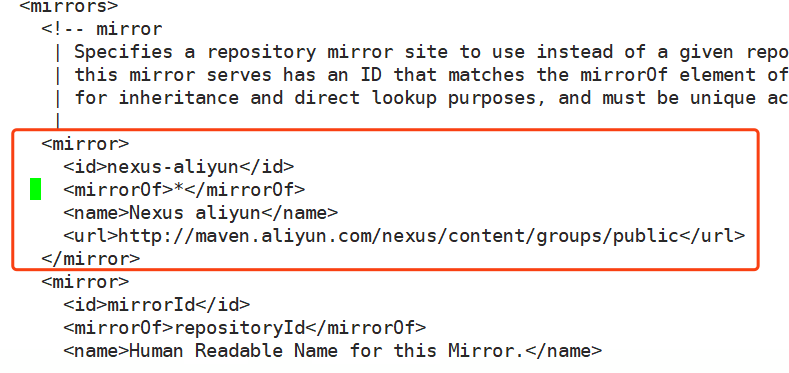 <mirrors>
<!-- mirror
| Specifies a repository mirror site to use instead of a given repo
| this mirror serves has an ID that matches the mirrorOf element of
| for inheritance and direct lookup purposes, and must be unique ac
|
<mirror>
<id>nexus-aliyun</id>
<mirrorOf>*</mirrorOf>
<name>Nexus aliyun</name>
<url>http://maven.aliyun.com/nexus/content/groups/public</url>
</mirror>
<mirror>
<id>mirrorId</id>
<mirrorOf>repositoryId</mirrorOf>
<name>Human Readable Name for this Mirror.</name>